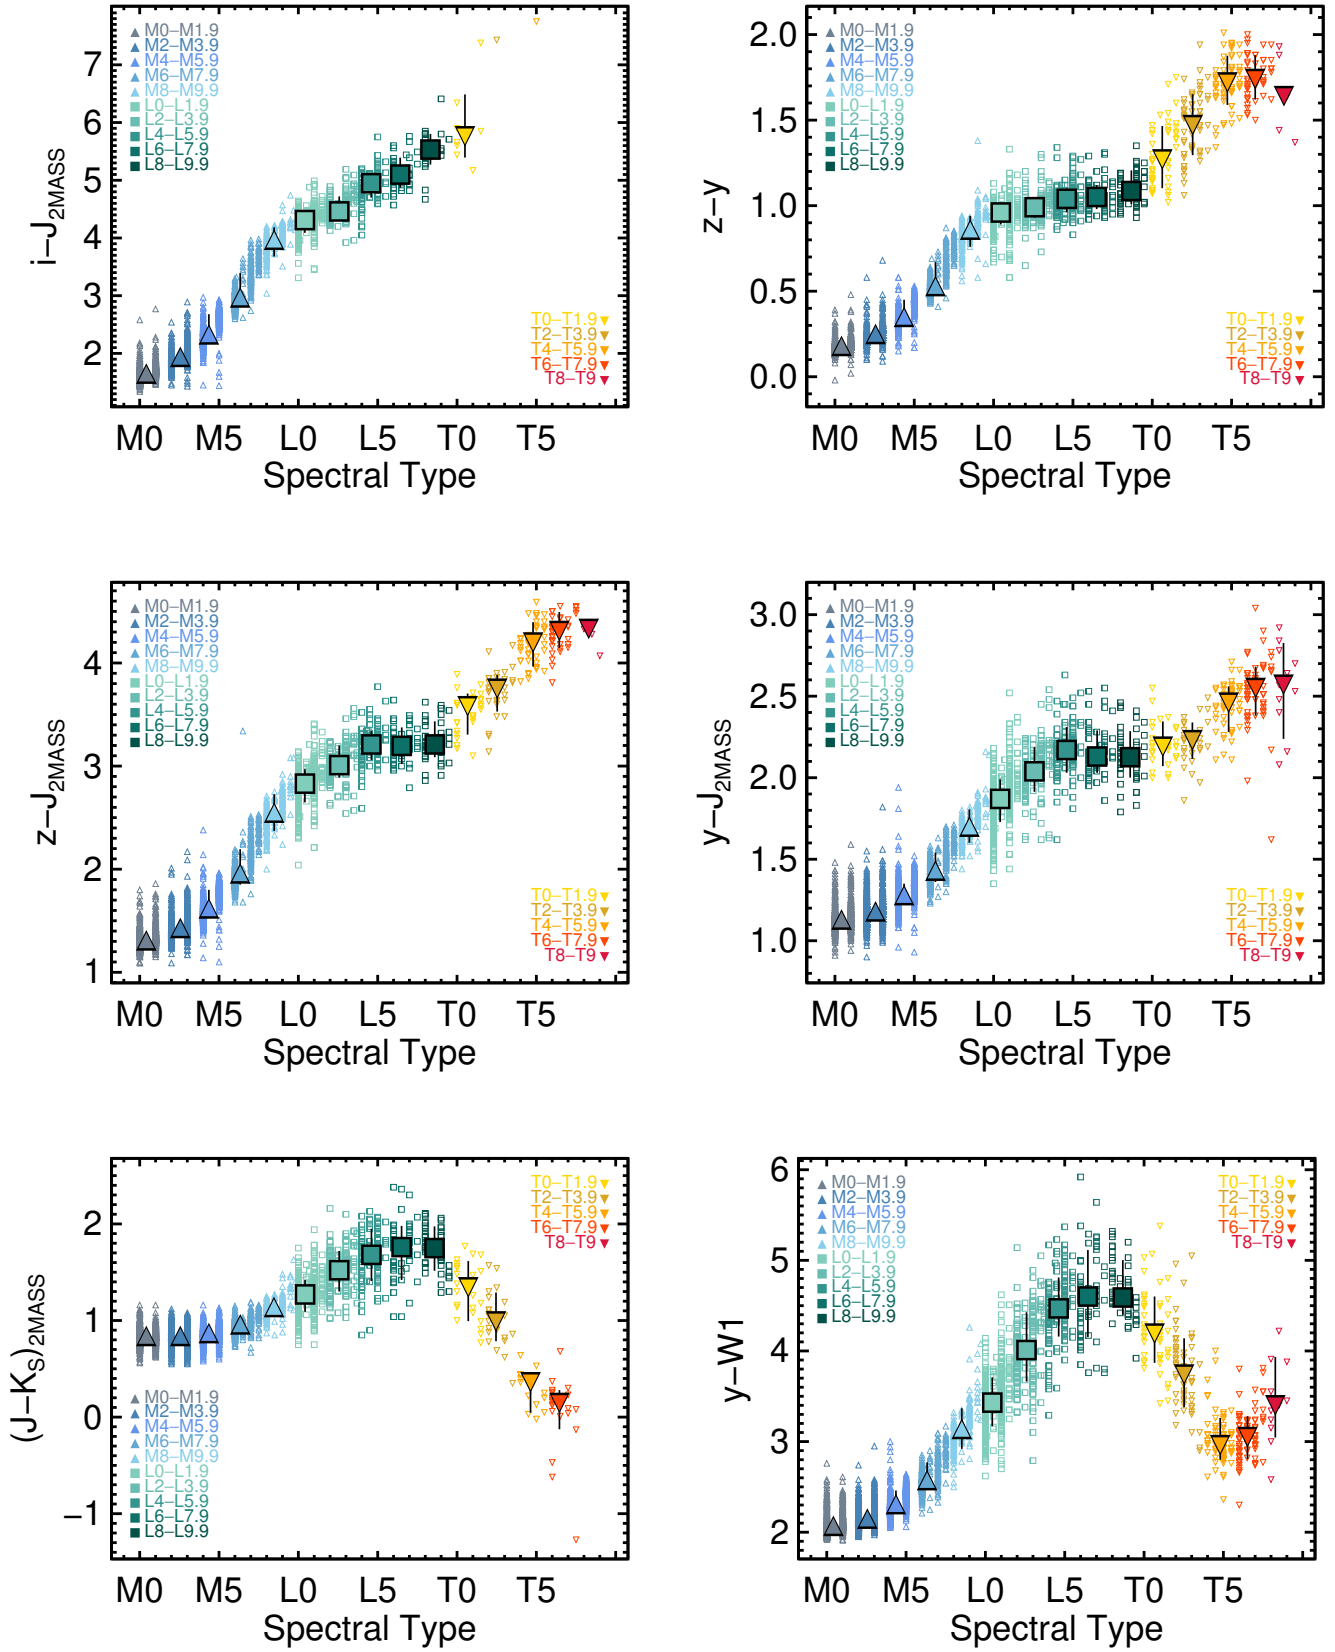 i–J2MASS
7
6
5
4
3
2
M0–M1.9
M2–M3.9
M4–M5.9
M6–M7.9
M8–M9.9
L0–L1.9
L2–L3.9
L4–L5.9
L6–L7.9
L8–L9.9
T0–T1.9
T2–T3.9
T4–T5.9
T6–T7.9
T8–T9
M0 M5 L0 L5 T0 T5
Spectral Type
z–y
2.0
1.5
1.0
0.5
0.0
M0–M1.9
M2–M3.9
M4–M5.9
M6–M7.9
M8–M9.9
L0–L1.9
L2–L3.9
L4–L5.9
L6–L7.9
L8–L9.9
T0–T1.9
T2–T3.9
T4–T5.9
T6–T7.9
T8–T9
M0 M5 L0 L5 T0 T5
Spectral Type
z–J2MASS
4
3
2
1
M0–M1.9
M2–M3.9
M4–M5.9
M6–M7.9
M8–M9.9
L0–L1.9
L2–L3.9
L4–L5.9
L6–L7.9
L8–L9.9
T0–T1.9
T2–T3.9
T4–T5.9
T6–T7.9
T8–T9
M0 M5 L0 L5 T0 T5
Spectral Type
y–J2MASS
3.0
2.5
2.0
1.5
1.0
M0–M1.9
M2–M3.9
M4–M5.9
M6–M7.9
M8–M9.9
L0–L1.9
L2–L3.9
L4–L5.9
L6–L7.9
L8–L9.9
T0–T1.9
T2–T3.9
T4–T5.9
T6–T7.9
T8–T9
M0 M5 L0 L5 T0 T5
Spectral Type
(J–KS)2MASS
2
1
0
–1
T0–T1.9
T2–T3.9
T4–T5.9
T6–T7.9
T8–T9
M0–M1.9
M2–M3.9
M4–M5.9
M6–M7.9
M8–M9.9
L0–L1.9
L2–L3.9
L4–L5.9
L6–L7.9
L8–L9.9
M0 M5 L0 L5 T0 T5
Spectral Type
y–W1
6
5
4
3
2
M0–M1.9
M2–M3.9
M4–M5.9
M6–M7.9
M8–M9.9
L0–L1.9
L2–L3.9
L4–L5.9
L6–L7.9
L8–L9.9
T0–T1.9
T2–T3.9
T4–T5.9
T6–T7.9
T8–T9
M0 M5 L0 L5 T0 T5
Spectral Type